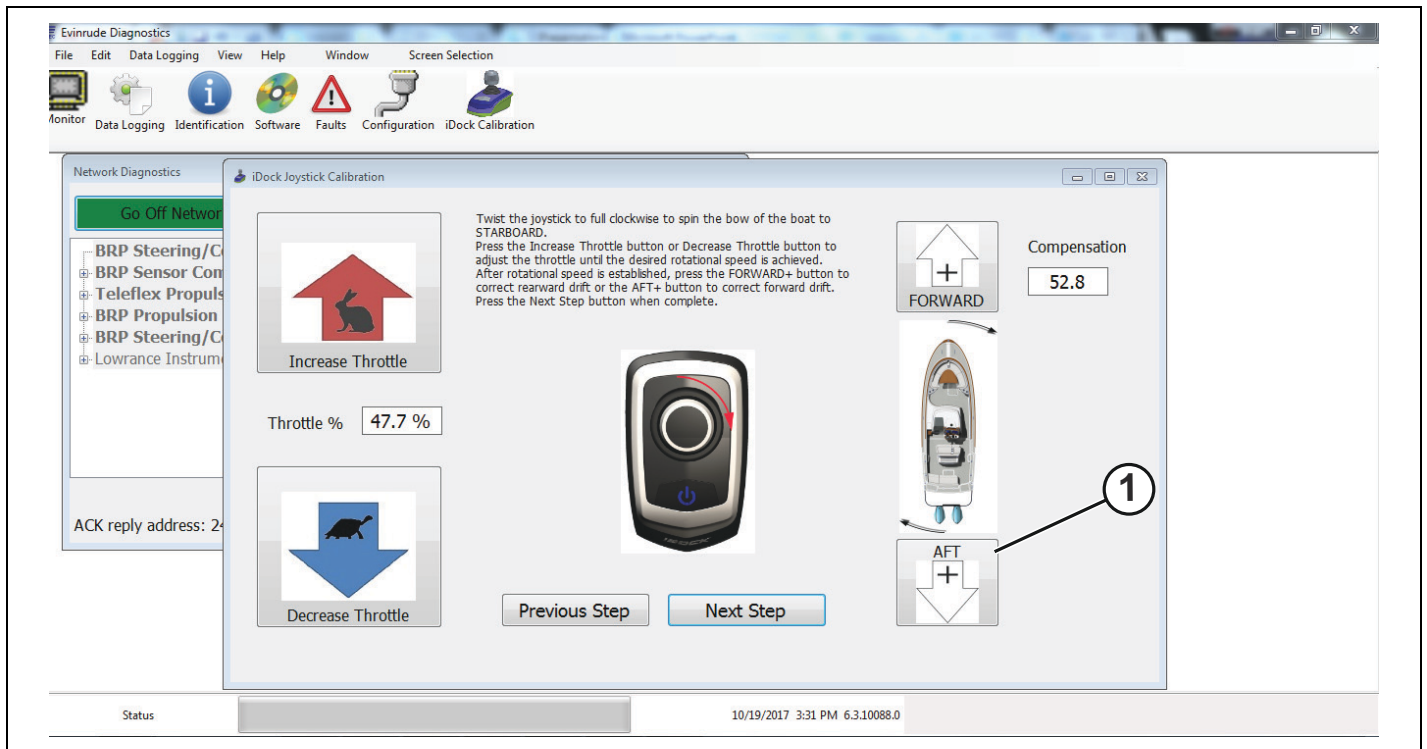 Evinrude Diagnostics
File Edit Data Logging View Help Window Screen Selection
Monitor Data Logging Identification Software Faults Configuration iDock Calibration
Network Diagnostics
Go Off Networ
BRP Steering/C
BRP Sensor Con
Teleflex Propuls
BRP Propulsion
BRP Steering/C
Lowrance Instrum
ACK reply address: 24
iDock Joystick Calibration
Increase Throttle
Throttle % 47.7 %
Decrease Throttle
Twist the joystick to full clockwise to spin the bow of the boat to
STARBOARD.
Press the Increase Throttle button or Decrease Throttle button to
adjust the throttle until the desired rotational speed is achieved.
After rotational speed is established, press the FORWARD+ button to
correct rearward drift or the AFT+ button to correct forward drift.
Press the Next Step button when complete.
Previous Step Next Step
+
FORWARD
Compensation
52.8
AFT
+
1
Status 10/19/2017 3:31 PM 6.3.10088.0